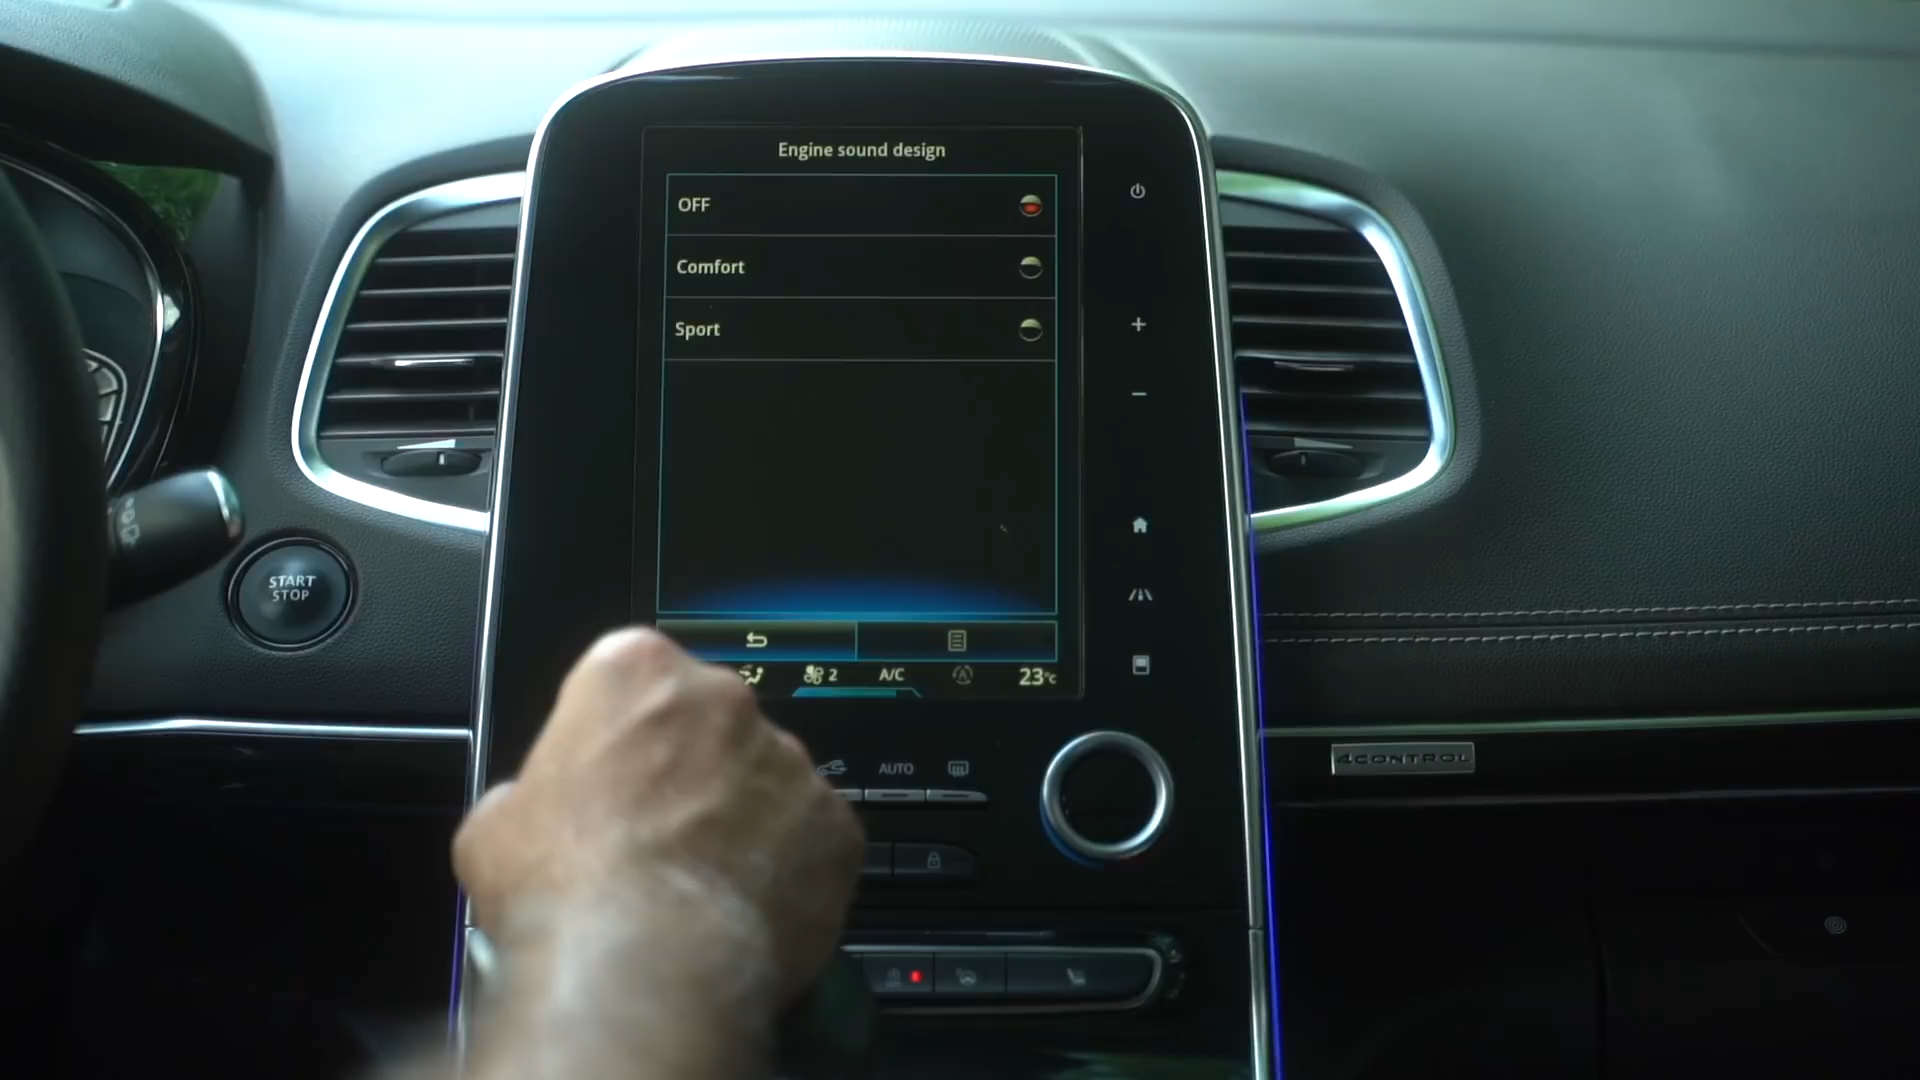 Engine sound design
OFF
Comfort
Sport
START
STOP
2
A/C
23°C
AUTO
4CONTROL